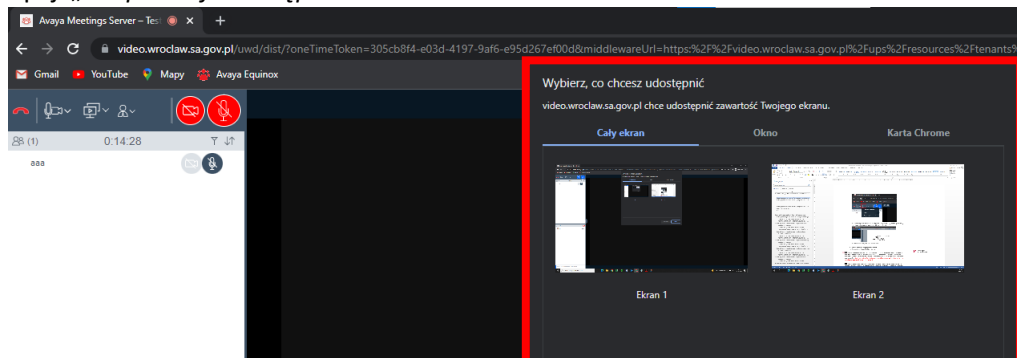 Avaya Meetings Server – Tes
video.wroclaw.sa.gov.pl/uwd/dist/?oneTimeToken=305cb8f4-e03d-4197-9af6-e95d267ef00d&middlewareUrl=https:%2F%2Fvideo.wroclaw.sa.gov.pl%2Fups%2Fresources%2Ftenants%
Gmail YouTube Mapy Avaya Equinox
Wybierz, co chcesz udostępnić
video.wroclaw.sa.gov.pl chce udostępnić zawartość Twojego ekranu.
Cały ekran Okno Karta Chrome
(1) 0:14:28
aaa
Ekran 1 Ekran 2